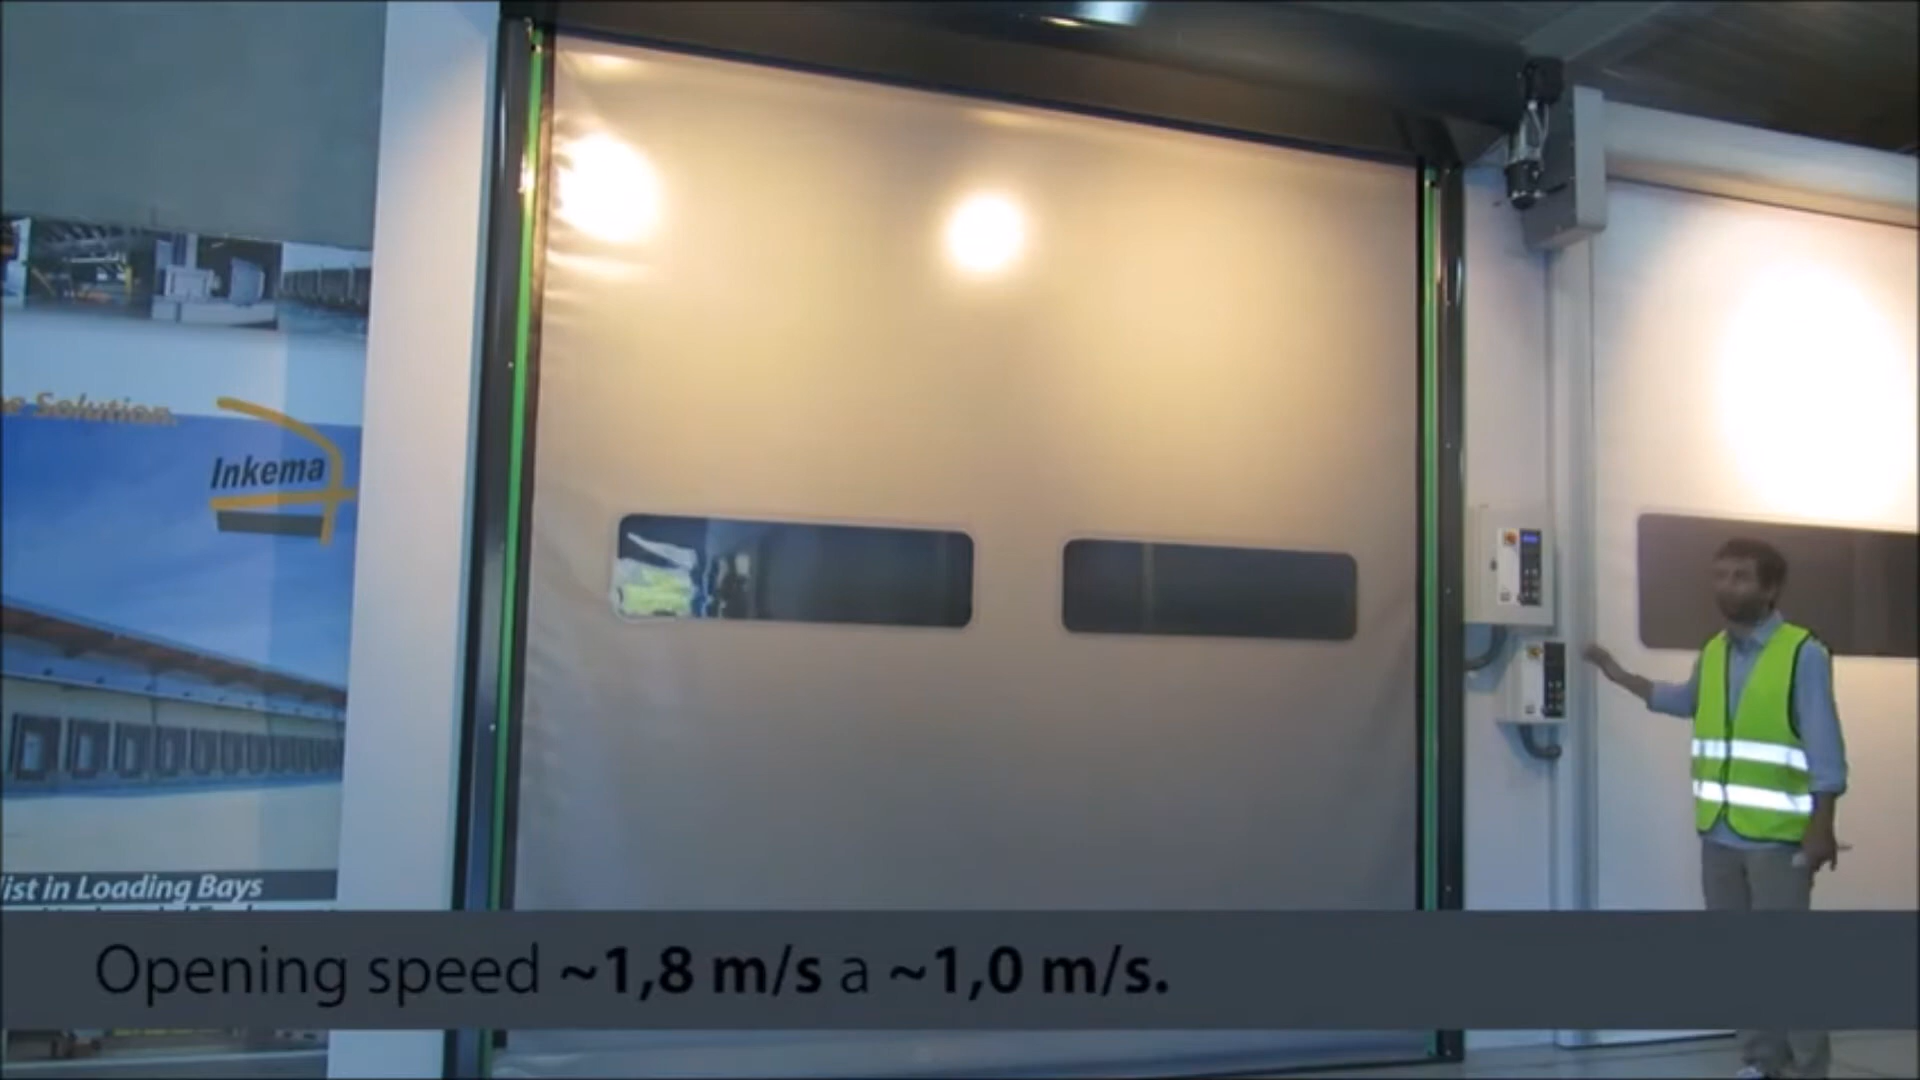 e Solution.
Inkema
list in Loading Bays
Opening speed ~1,8 m/s a ~1,0 m/s.